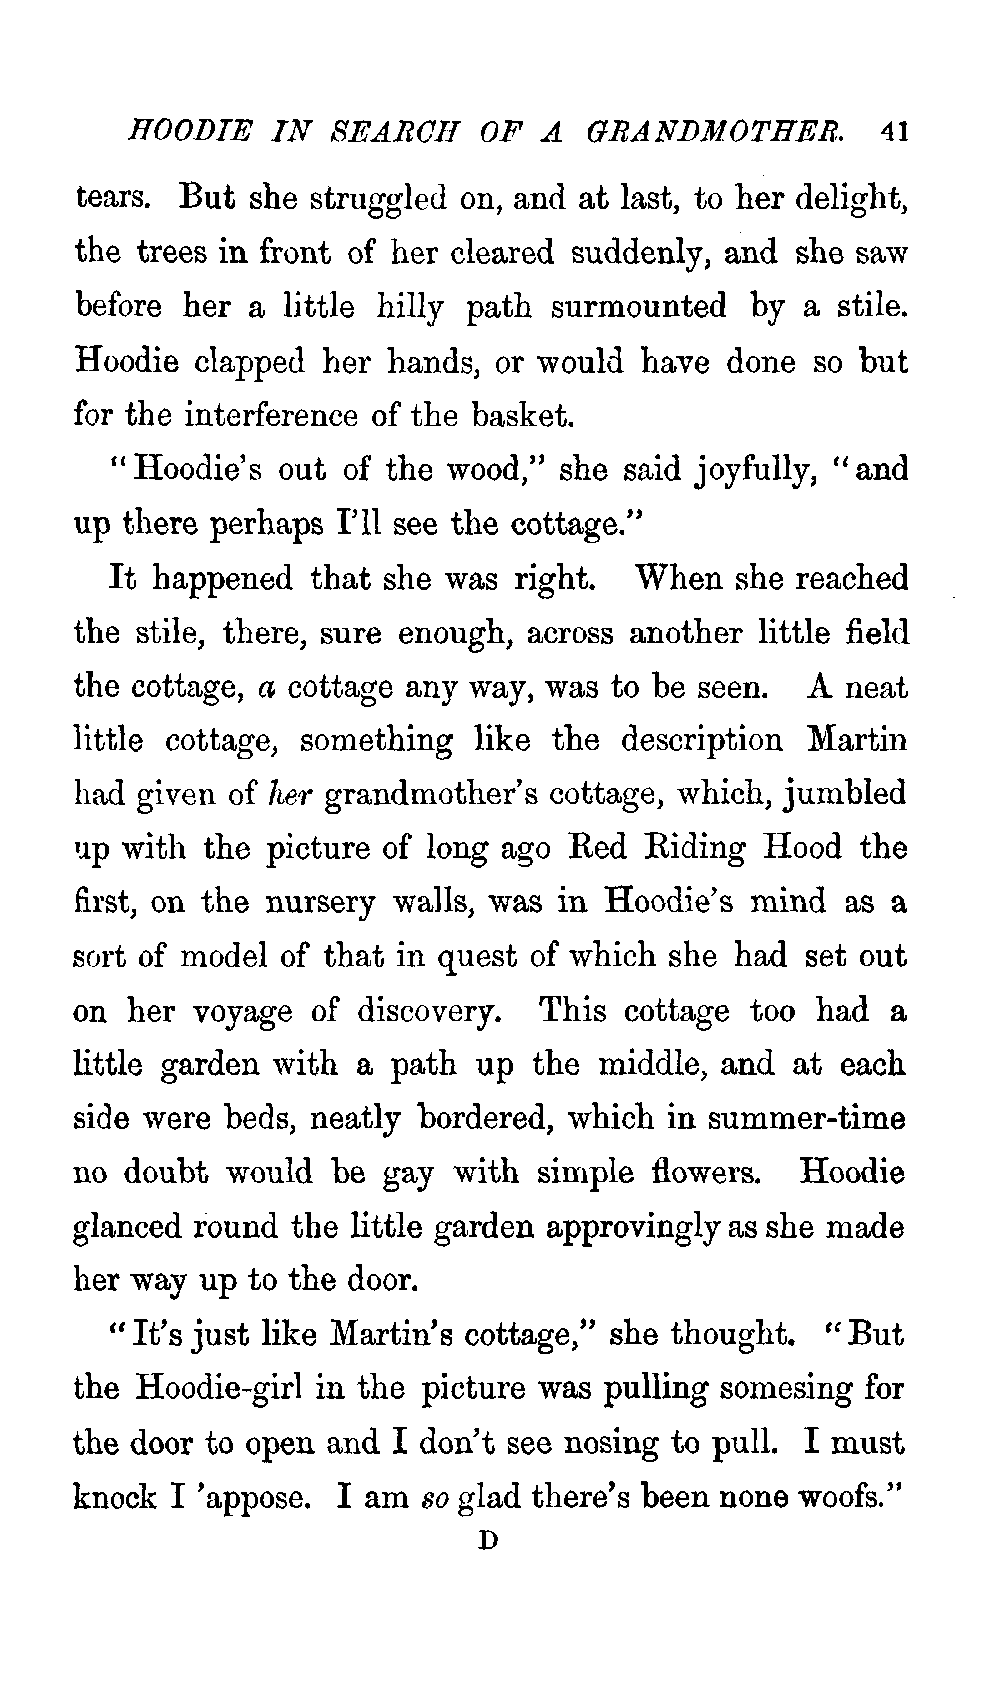 HOODIE IN SEARCH OF A GRANDMOTHER. 41
tears. But she struggled on, and at last, to her delight,
the trees in front of her cleared suddenly, and she saw
before her a little hilly path surmounted by a stile.
Hoodie clapped her hands, or would have done so but
for the interference of the basket.
"Hoodie's out of the wood," she said joyfully, "and
up there perhaps I'll see the cottage."
It happened that she was right. When she reached
the stile, there, sure enough, across another little field
the cottage, a cottage any way, was to be seen. A neat
little cottage, something like the description Martin
had given of her grandmother's cottage, which, jumbled
up with the picture of long ago Red Riding Hood the
first, on the nursery walls, was in Hoodie's mind as a
sort of model of that in quest of which she had set out
on her voyage of discovery. This cottage too had a
little garden with a path up the middle, and at each
side were beds, neatly bordered, which in summer-time
no doubt would be gay with simple flowers. Hoodie
glanced round the little garden approvingly as she made
her way up to the door.
"It's just like Martin's cottage," she thought. "But
the Hoodie-girl in the picture was pulling somesing for
the door to open and I don't see nosing to pull. I must
knock I 'appose. I am so glad there's been none woofs."
D